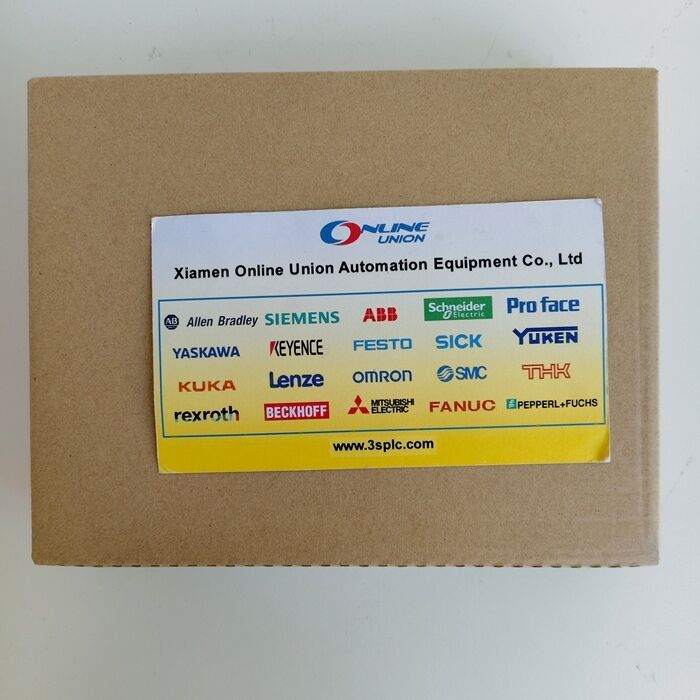 ONLINE
UNION
Xiamen Online Union Automation Equipment Co., Ltd
AB Allen Bradley SIEMENS ABB Schneider Electric Pro face
YASKAWA KEYENCE FESTO SICK YUKEN
KUKA Lenze OMRON SMC THK
rexroth BECKHOFF MITSUBISHI ELECTRIC FANUC PEPPERL+FUCHS
www.3splc.com